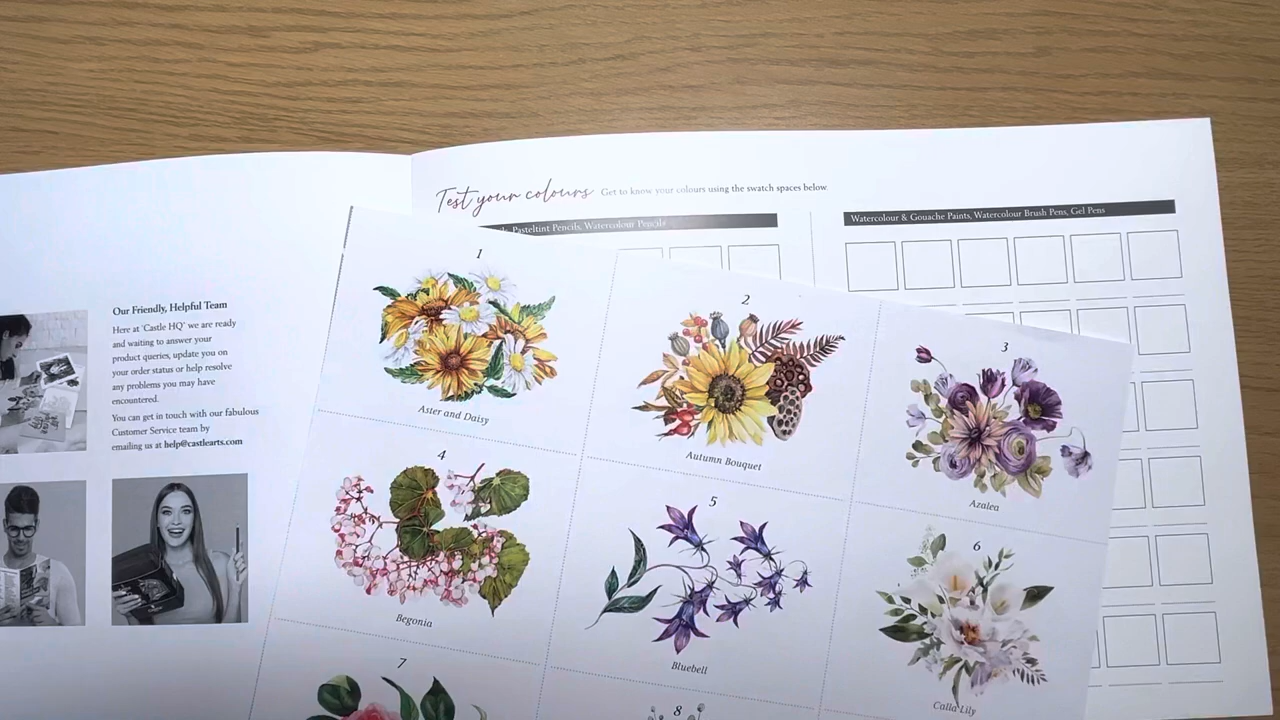 Test your colours Get to know your colours using the swatch spaces below
Pasteltint Pencils, Watercolour Pencils
Watercolour & Gouache Paints, Watercolour Brush Pens, Gel Pens
Our Friendly, Helpful Team
Here at 'Castle HQ' we are ready
and waiting to answer your
product queries, update you on
your order status or help resolve
any problems you may have
encountered.
You can get in touch with our fabulous
Customer Service team by
emailing us at help@castlearts.com
1
Aster and Daisy
2
Autumn Bouquet
3
Azalea
4
Begonia
5
Bluebell
6
Calla Lily
7
8